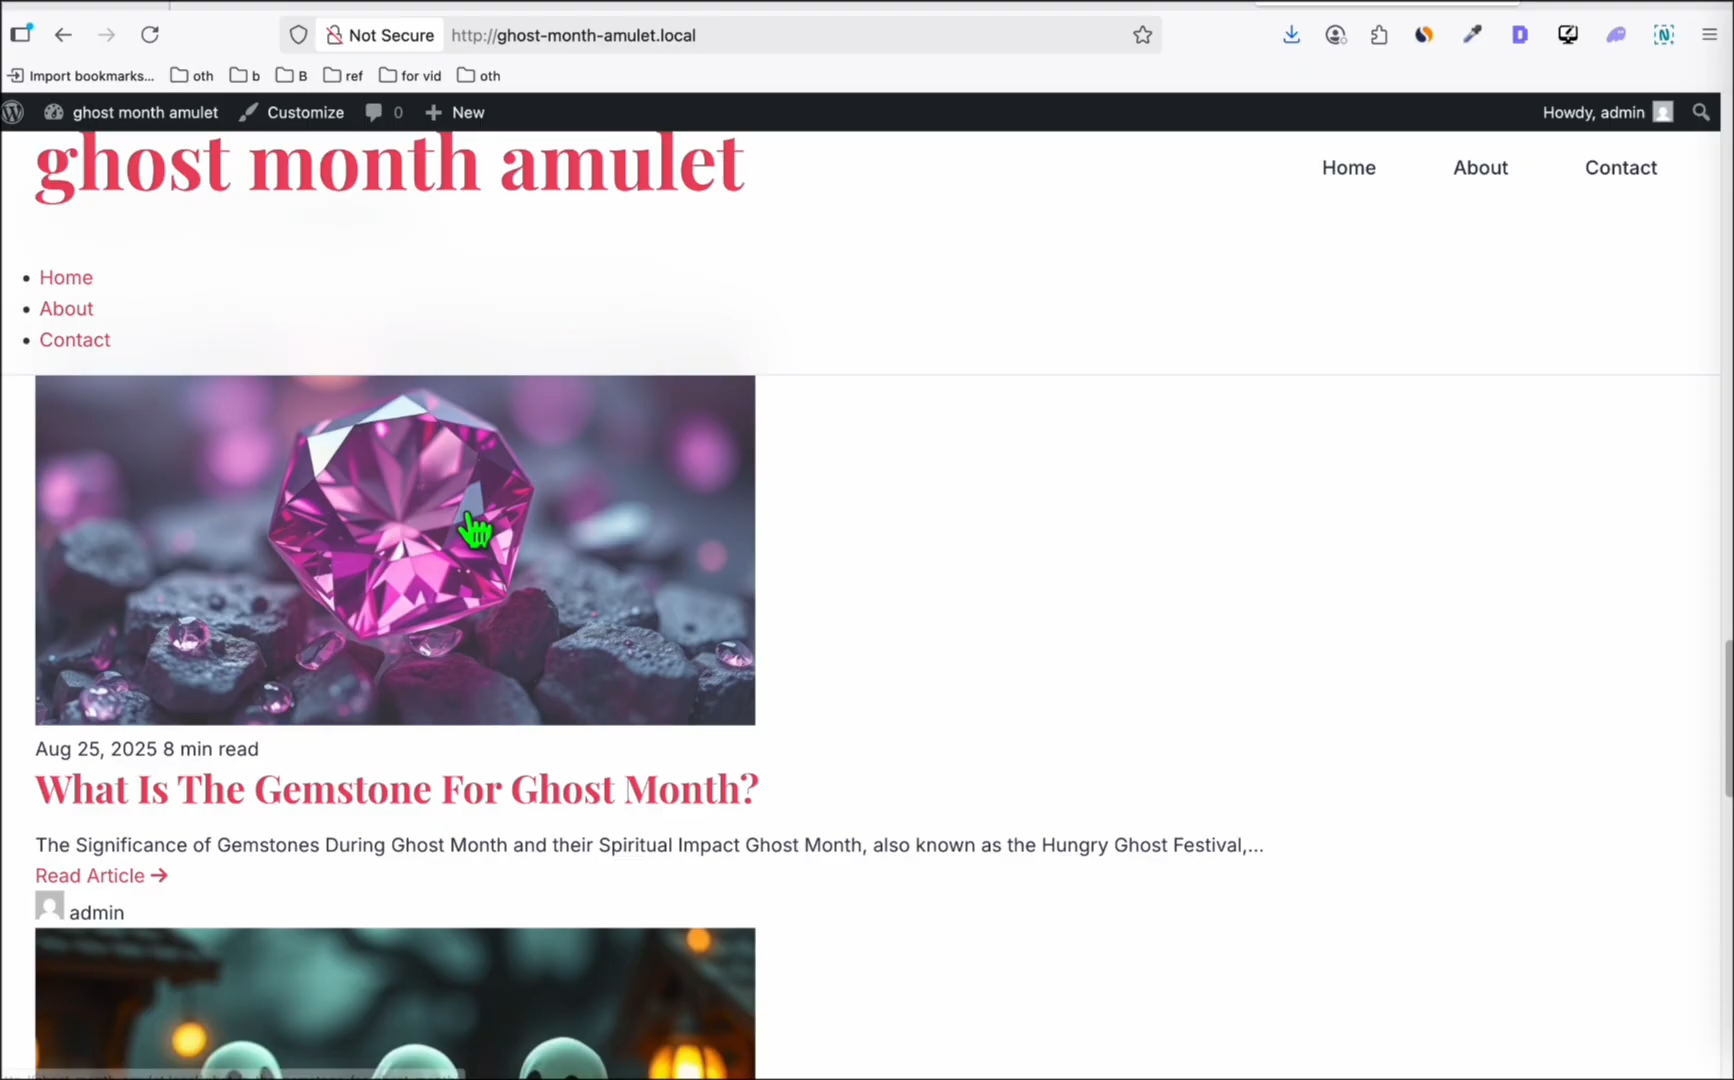 Not Secure http://ghost-month-amulet.local
Import bookmarks... oth b B ref for vid oth
ghost month amulet Customize 0 New Howdy, admin
ghost month amulet
Home About Contact
Home
About
Contact
Aug 25, 2025 8 min read
What Is The Gemstone For Ghost Month?
The Significance of Gemstones During Ghost Month and their Spiritual Impact Ghost Month, also known as the Hungry Ghost Festival,...
Read Article →
admin